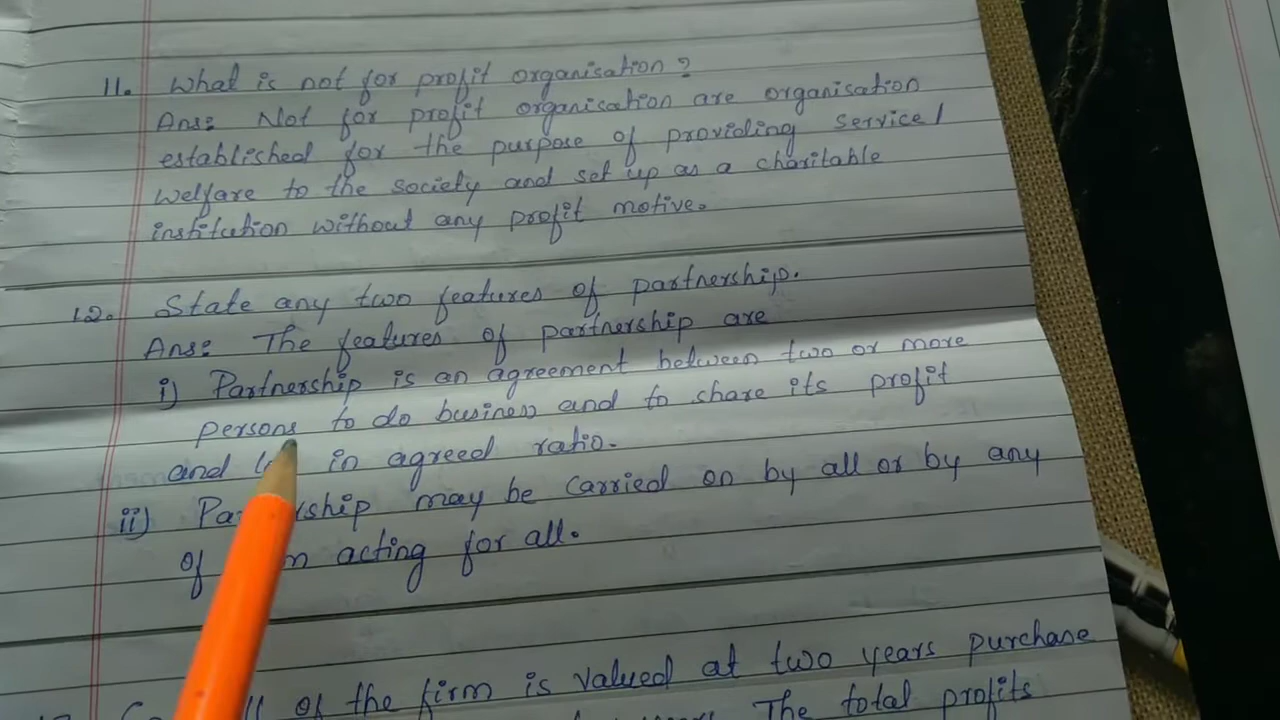 11. What is not for profit organisation?
Ans: Not for profit organisation are organisation
established for the purpose of providing service/
welfare to the society and set up as a charitable
institution without any profit motive.
12. State any two features of partnership.
Ans: The features of partnership are
i) Partnership is an agreement between two or more
persons to do business and to share its profit
and in agreed ratio.
ii) may be carried on by all or by any
of acting for all.
of the firm is valued at two years purchase
The total profits